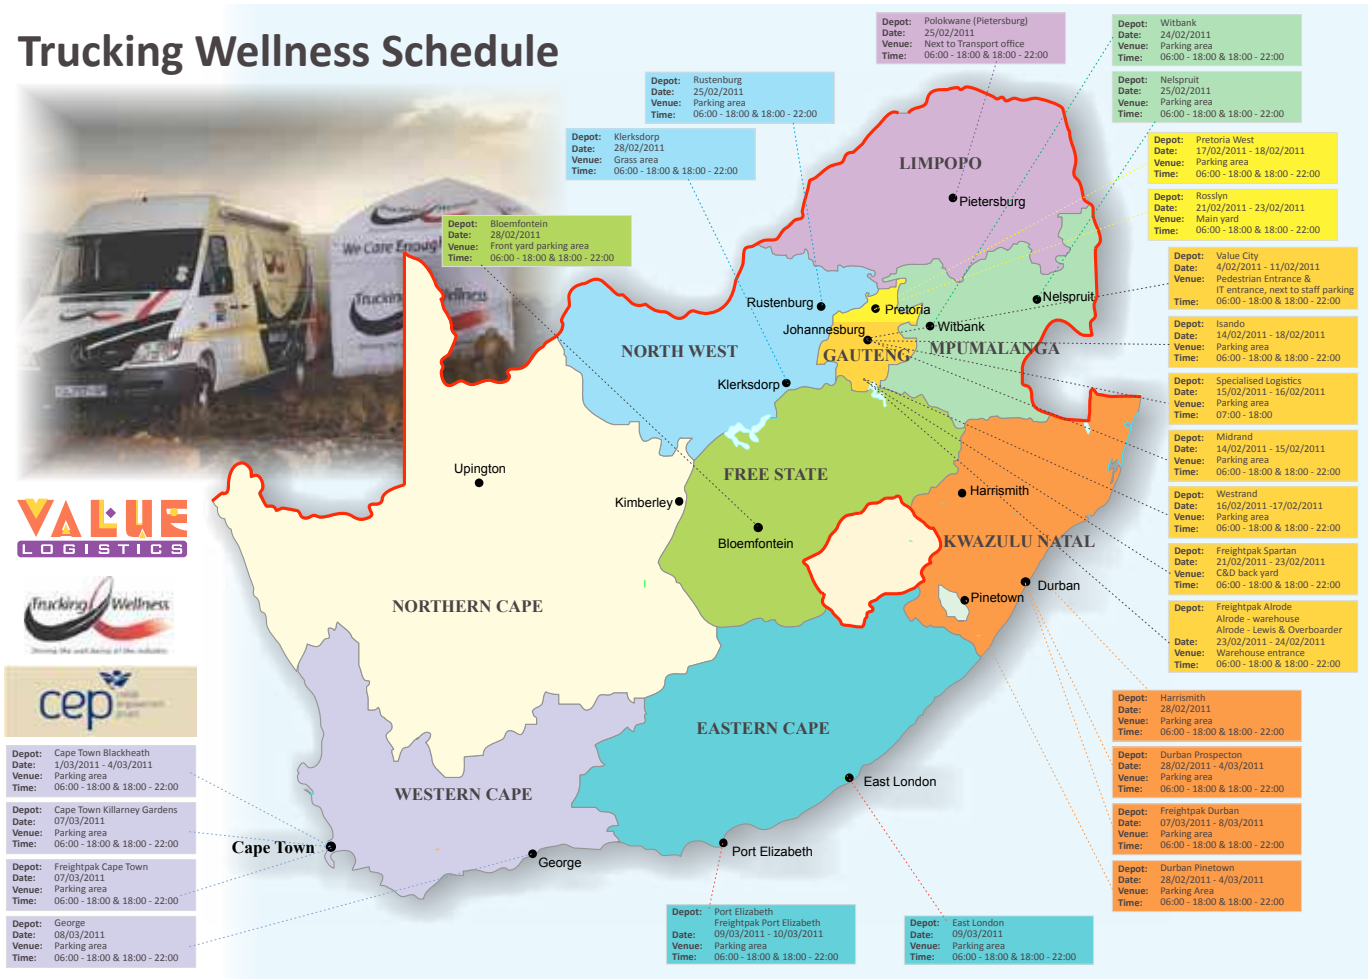 Trucking Wellness Schedule
We Care Enough
Trucking Wellness
VALUE
LOGISTICS
Trucking Wellness
Driving the well being of the industry
cep
Depot: Polokwane (Pietersburg)
Date: 25/02/2011
Venue: Next to Transport office
Time: 06:00 - 18:00 & 18:00 - 22:00
Depot: Witbank
Date: 24/02/2011
Venue: Parking area
Time: 06:00 - 18:00 & 18:00 - 22:00
Depot: Rustenburg
Date: 25/02/2011
Venue: Parking area
Time: 06:00 - 18:00 & 18:00 - 22:00
Depot: Nelspruit
Date: 25/02/2011
Venue: Parking area
Time: 06:00 - 18:00 & 18:00 - 22:00
Depot: Klerksdorp
Date: 28/02/2011
Venue: Grass area
Time: 06:00 - 18:00 & 18:00 - 22:00
Depot: Pretoria West
Date: 17/02/2011 - 18/02/2011
Venue: Parking area
Time: 06:00 - 18:00 & 18:00 - 22:00
Depot: Rosslyn
Date: 21/02/2011 - 23/02/2011
Venue: Main yard
Time: 06:00 - 18:00 & 18:00 - 22:00
Depot: Bloemfontein
Date: 28/02/2011
Venue: Front yard parking area
Time: 06:00 - 18:00 & 18:00 - 22:00
Depot: Value City
Date: 4/02/2011 - 11/02/2011
Venue: Pedestrian Entrance &
IT entrance, next to staff parking
Time: 06:00 - 18:00 & 18:00 - 22:00
Depot: Isando
Date: 14/02/2011 - 18/02/2011
Venue: Parking area
Time: 06:00 - 18:00 & 18:00 - 22:00
Depot: Specialised Logistics
Date: 15/02/2011 - 16/02/2011
Venue: Parking area
Time: 07:00 - 18:00
Depot: Midrand
Date: 14/02/2011 - 15/02/2011
Venue: Parking area
Time: 06:00 - 18:00 & 18:00 - 22:00
Depot: Westrand
Date: 16/02/2011 -17/02/2011
Venue: Parking area
Time: 06:00 - 18:00 & 18:00 - 22:00
Depot: Freightpak Spartan
Date: 21/02/2011 - 23/02/2011
Venue: C&D back yard
Time: 06:00 - 18:00 & 18:00 - 22:00
Depot: Freightpak Alrode
Alrode - warehouse
Alrode - Lewis & Overboarder
Date: 23/02/2011 - 24/02/2011
Venue: Warehouse entrance
Time: 06:00 - 18:00 & 18:00 - 22:00
Depot: Harrismith
Date: 28/02/2011
Venue: Parking area
Time: 06:00 - 18:00 & 18:00 - 22:00
Depot: Durban Prospecton
Date: 28/02/2011 - 4/03/2011
Venue: Parking area
Time: 06:00 - 18:00 & 18:00 - 22:00
Depot: Freightpak Durban
Date: 07/03/2011 - 8/03/2011
Venue: Parking area
Time: 06:00 - 18:00 & 18:00 - 22:00
Depot: Durban Pinetown
Date: 28/02/2011 - 4/03/2011
Venue: Parking Area
Time: 06:00 - 18:00 & 18:00 - 22:00
LIMPOPO
Pietersburg
Rustenburg
Pretoria
Nelspruit
Johannesburg
Witbank
NORTH WEST
GAUTENG
MPUMALANGA
Klerksdorp
Upington
FREE STATE
Kimberley
Harrismith
Bloemfontein
KWAZULU NATAL
Durban
Pinetown
NORTHERN CAPE
EASTERN CAPE
East London
WESTERN CAPE
Cape Town
George
Port Elizabeth
Depot: Cape Town Blackheath
Date: 1/03/2011 - 4/03/2011
Venue: Parking area
Time: 06:00 - 18:00 & 18:00 - 22:00
Depot: Cape Town Killarney Gardens
Date: 07/03/2011
Venue: Parking area
Time: 06:00 - 18:00 & 18:00 - 22:00
Depot: Freightpak Cape Town
Date: 07/03/2011
Venue: Parking area
Time: 06:00 - 18:00 & 18:00 - 22:00
Depot: George
Date: 08/03/2011
Venue: Parking area
Time: 06:00 - 18:00 & 18:00 - 22:00
Depot: Port Elizabeth
Freightpak Port Elizabeth
Date: 09/03/2011 - 10/03/2011
Venue: Parking area
Time: 06:00 - 18:00 & 18:00 - 22:00
Depot: East London
Date: 09/03/2011
Venue: Parking area
Time: 06:00 - 18:00 & 18:00 - 22:00